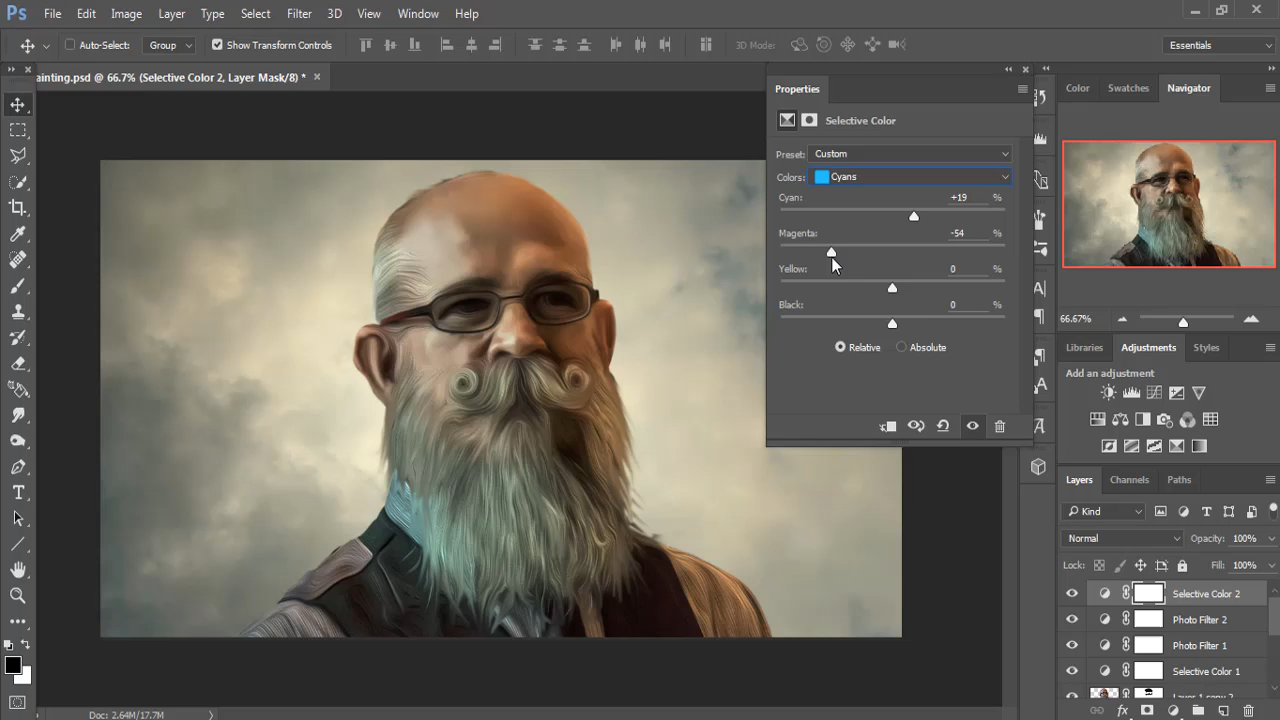 Ps File Edit Image Layer Type Select Filter 3D View Window Help
Auto-Select: Group Show Transform Controls 3D Mode: Essentials
ainting.psd @ 66.7% (Selective Color 2, Layer Mask/8) * ×
Properties
Selective Color
Preset: Custom
Colors: Cyans
Cyan: +19 %
Magenta: -54 %
Yellow: 0 %
Black: 0 %
Relative Absolute
Color Swatches Navigator
66.67%
Libraries Adjustments Styles
Add an adjustment
Layers Channels Paths
Kind
Normal Opacity: 100%
Lock: Fill: 100%
Selective Color 2
Photo Filter 2
Photo Filter 1
Selective Color 1
Layer 1 copy 2
Doc: 2.64M/17.7M